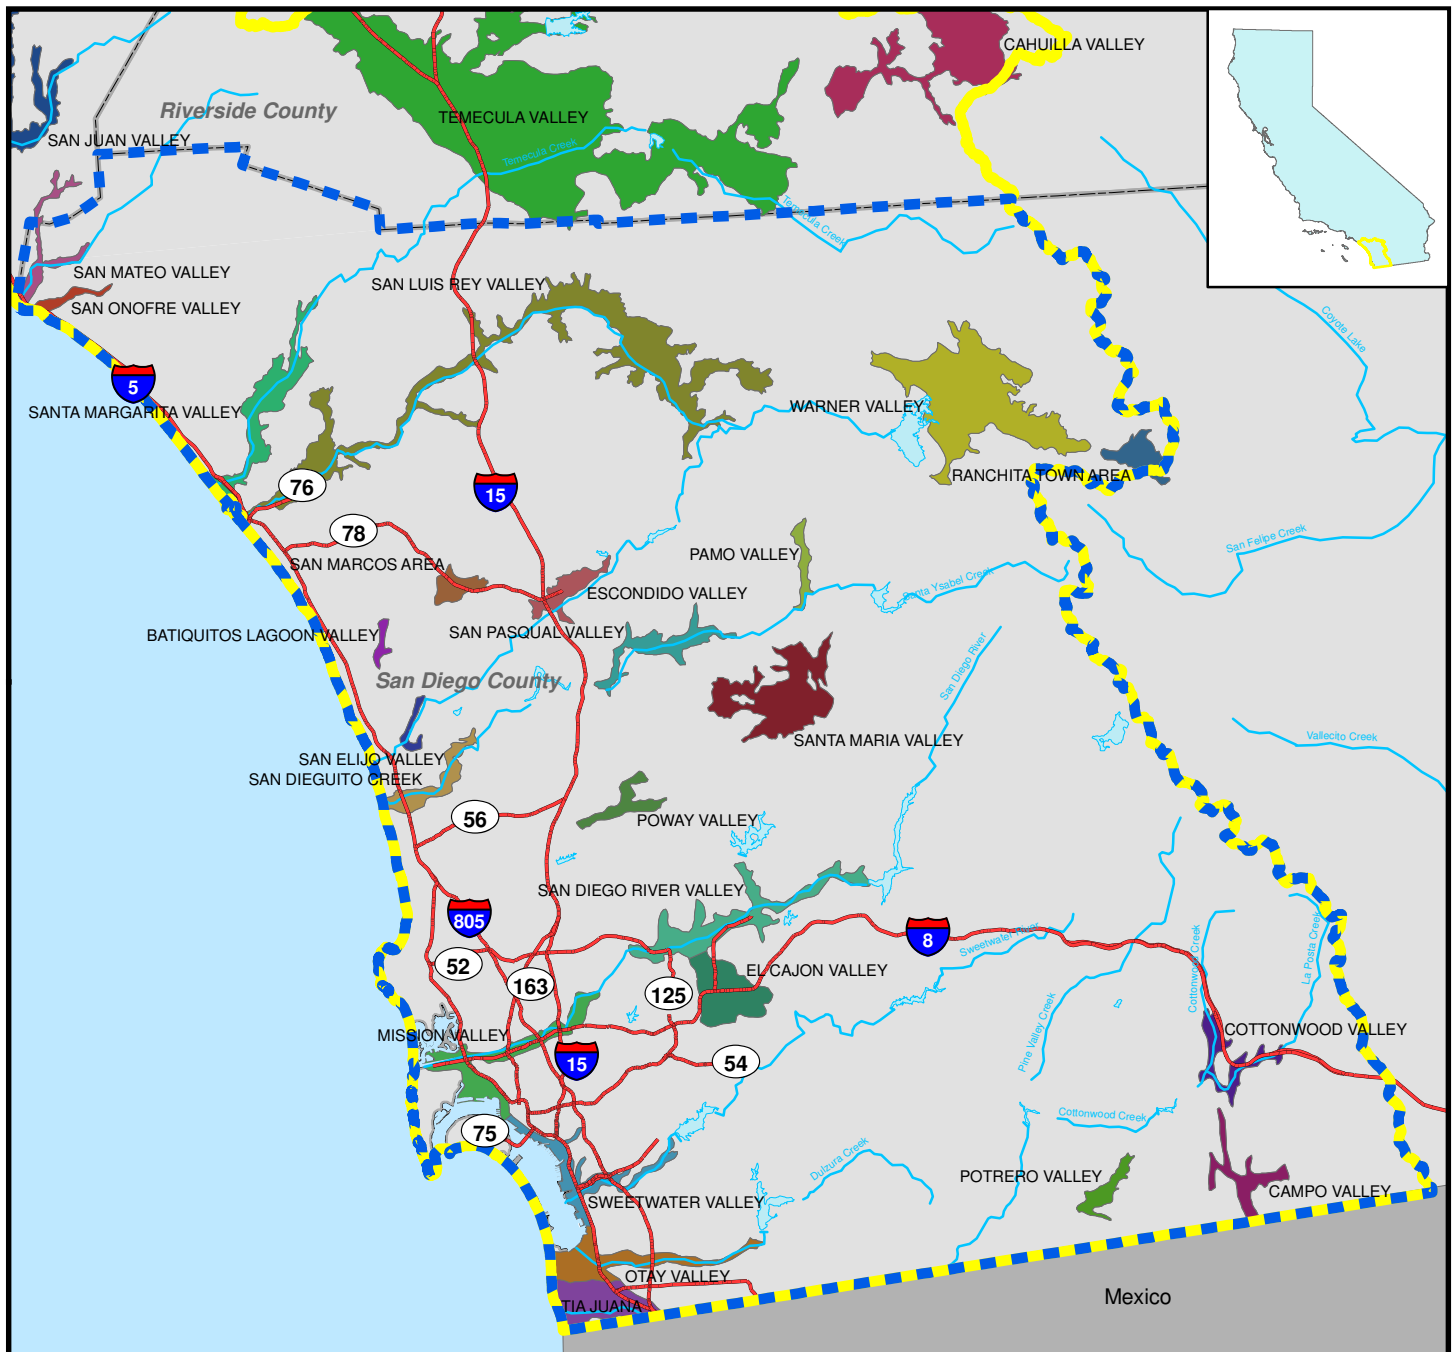 CAHUILLA VALLEY
Riverside County
TEMECULA VALLEY
SAN JUAN VALLEY
Temecula Creek
Temecula Creek
SAN MATEO VALLEY
SAN LUIS REY VALLEY
SAN ONOFRE VALLEY
Coyote Lake
5
SANTA MARGARITA VALLEY
WARNER VALLEY
RANCHITA TOWN AREA
76
15
78
San Felipe Creek
SAN MARCOS AREA
PAMO VALLEY
Santa Ysabel Creek
ESCONDIDO VALLEY
BATIQUITOS LAGOON VALLEY
SAN PASQUAL VALLEY
San Diego River
San Diego County
SANTA MARIA VALLEY
Vallecito Creek
SAN ELIJO VALLEY
SAN DIEGUITO CREEK
56
POWAY VALLEY
SAN DIEGO RIVER VALLEY
805
8
Sweetwater River
La Posta Creek
Cottonwood Creek
52
163
125
EL CAJON VALLEY
Pine Valley Creek
MISSION VALLEY
COTTONWOOD VALLEY
15
54
75
Cottonwood Creek
Dulzura Creek
POTRERO VALLEY
CAMPO VALLEY
SWEETWATER VALLEY
OTAY VALLEY
TIA JUANA
Mexico